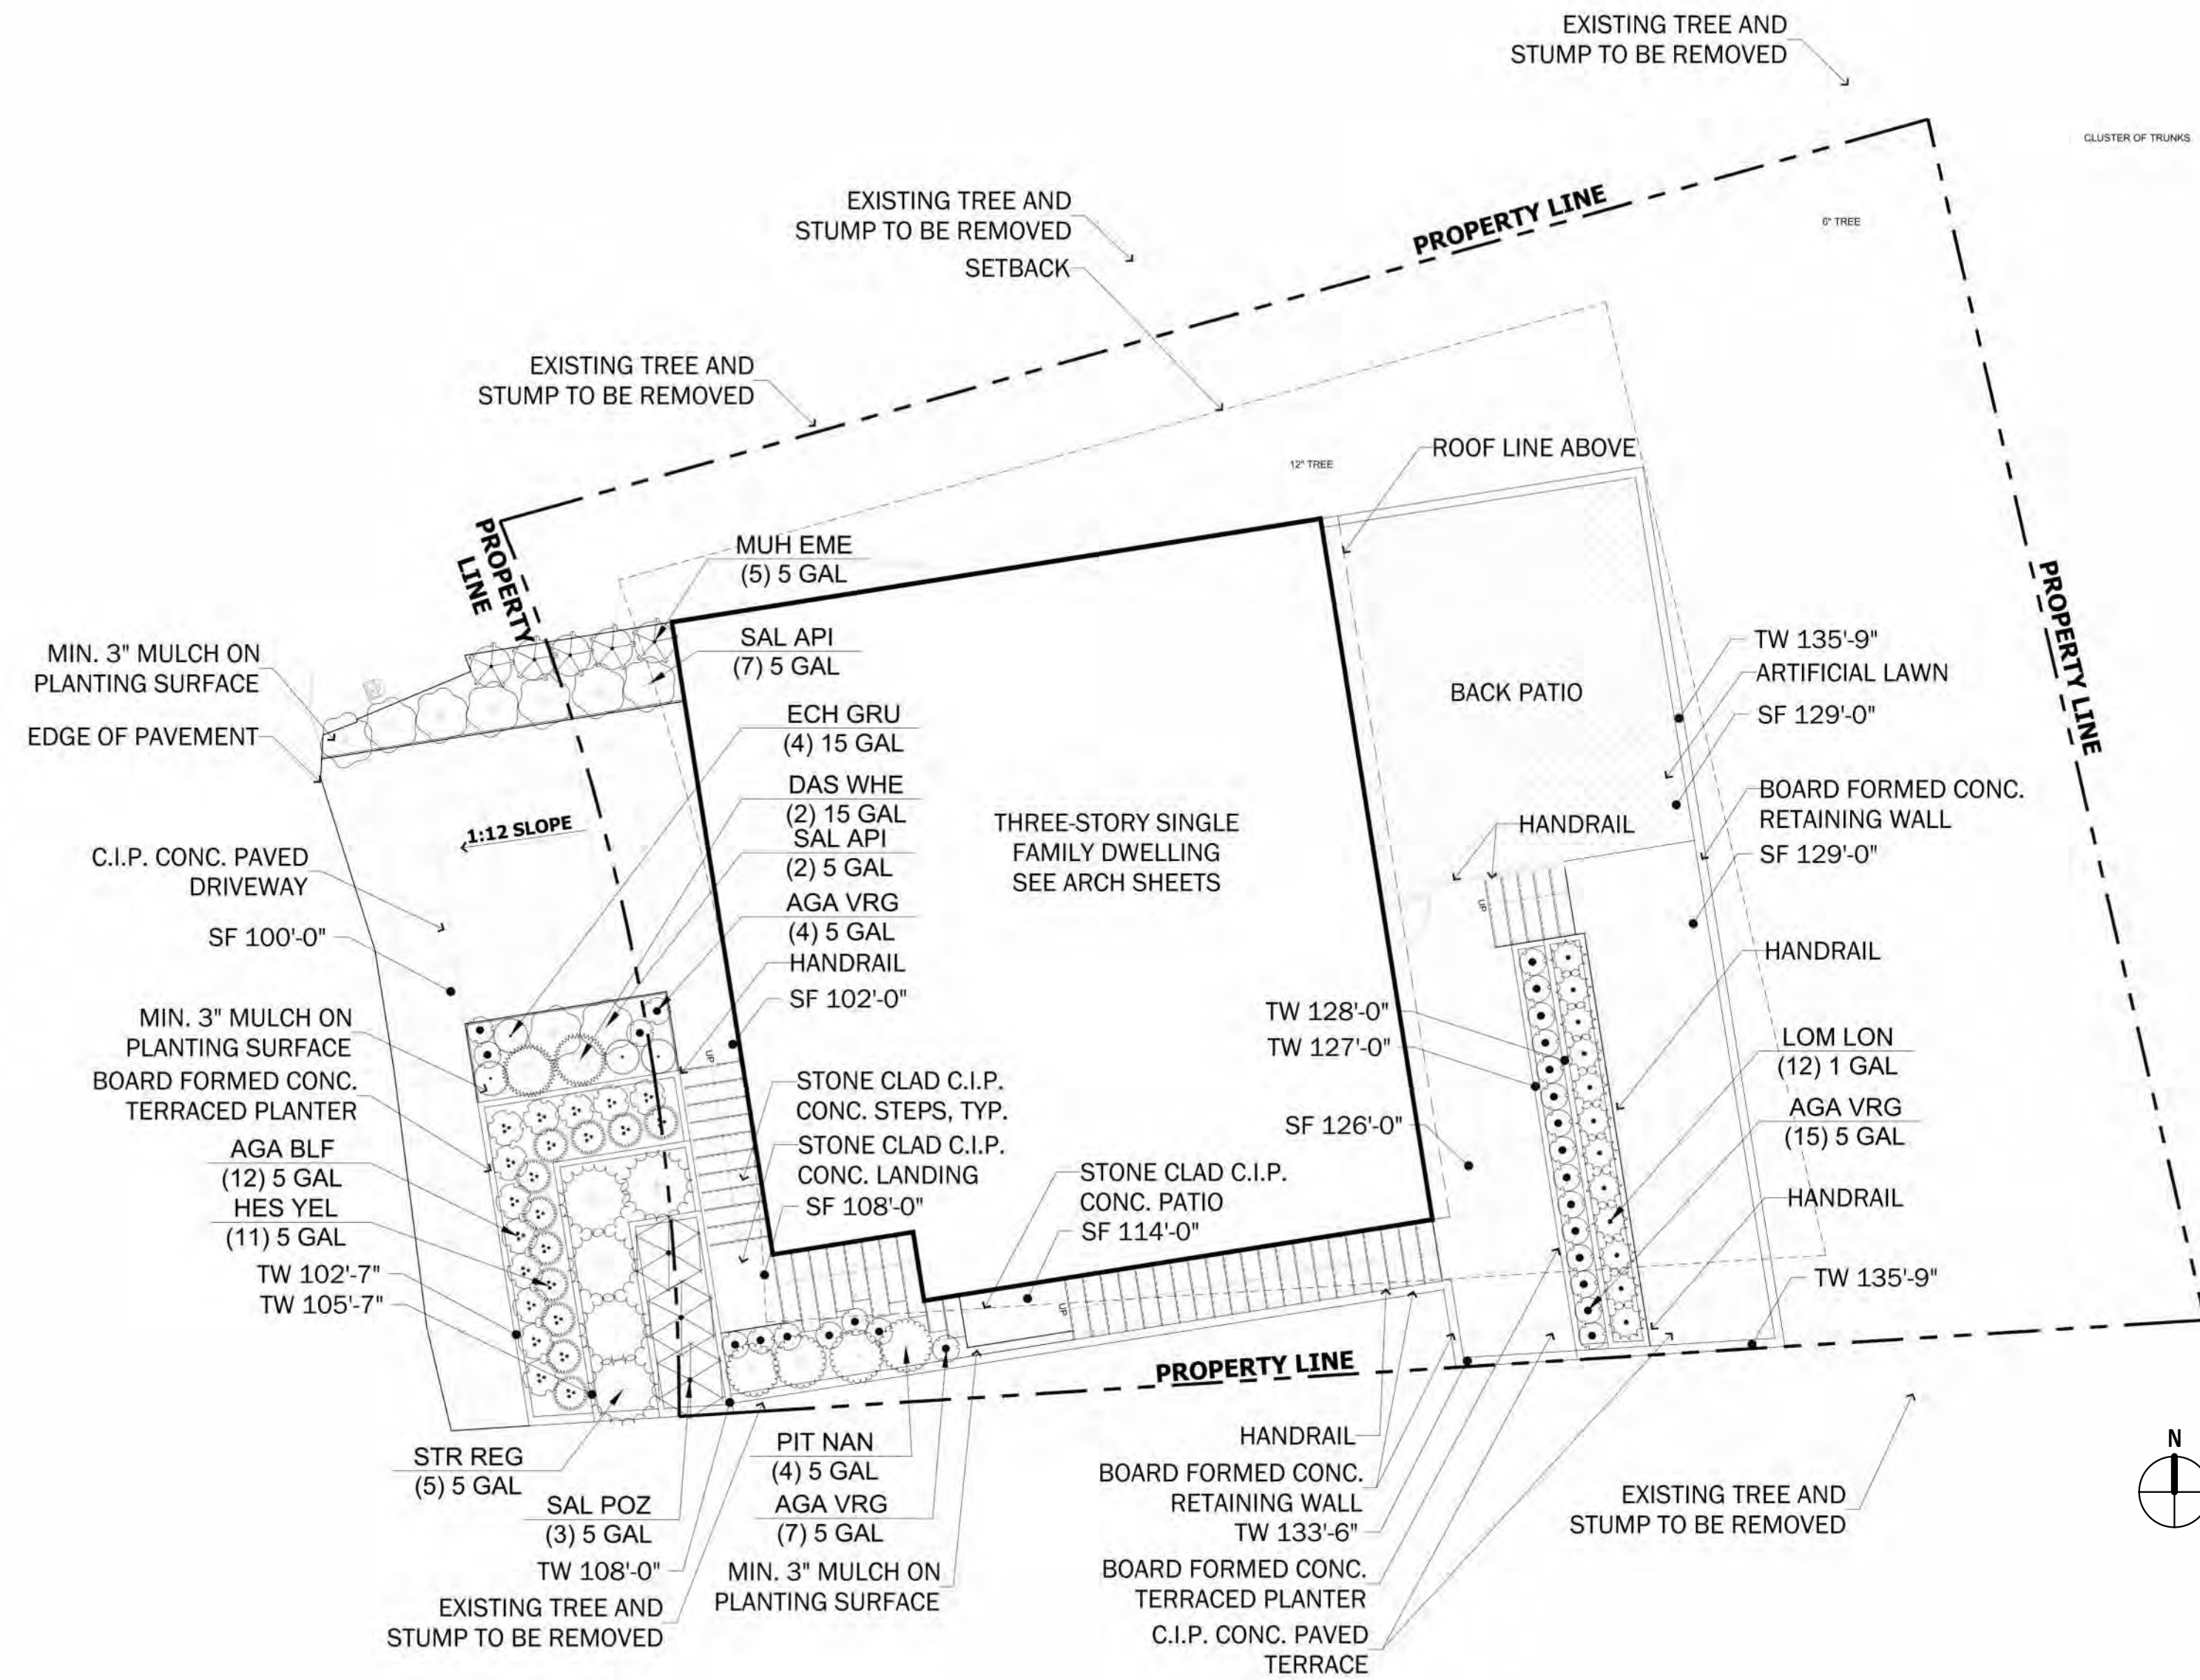 EXISTING TREE AND
STUMP TO BE REMOVED
CLUSTER OF TRUNKS
EXISTING TREE AND
STUMP TO BE REMOVED
SETBACK
PROPERTY LINE
6" TREE
EXISTING TREE AND
STUMP TO BE REMOVED
ROOF LINE ABOVE
12" TREE
PROPERTY
LINE
MUH EME
(5) 5 GAL
SAL API
(7) 5 GAL
MIN. 3" MULCH ON
PLANTING SURFACE
EDGE OF PAVEMENT
ECH GRU
(4) 15 GAL
DAS WHE
(2) 15 GAL
SAL API
(2) 5 GAL
AGA VRG
(4) 5 GAL
HANDRAIL
SF 102'-0"
1:12 SLOPE
C.I.P. CONC. PAVED
DRIVEWAY
SF 100'-0"
THREE-STORY SINGLE
FAMILY DWELLING
SEE ARCH SHEETS
BACK PATIO
PROPERTY LINE
TW 135'-9"
ARTIFICIAL LAWN
SF 129'-0"
BOARD FORMED CONC.
RETAINING WALL
SF 129'-0"
HANDRAIL
UP
HANDRAIL
MIN. 3" MULCH ON
PLANTING SURFACE
BOARD FORMED CONC.
TERRACED PLANTER
AGA BLF
(12) 5 GAL
HES YEL
(11) 5 GAL
TW 102'-7"
TW 105'-7"
UP
STONE CLAD C.I.P.
CONC. STEPS, TYP.
STONE CLAD C.I.P.
CONC. LANDING
SF 108'-0"
STONE CLAD C.I.P.
CONC. PATIO
SF 114'-0"
UP
TW 128'-0"
TW 127'-0"
SF 126'-0"
LOM LON
(12) 1 GAL
AGA VRG
(15) 5 GAL
HANDRAIL
TW 135'-9"
PROPERTY LINE
STR REG
(5) 5 GAL
SAL POZ
(3) 5 GAL
TW 108'-0"
EXISTING TREE AND
STUMP TO BE REMOVED
PIT NAN
(4) 5 GAL
AGA VRG
(7) 5 GAL
MIN. 3" MULCH ON
PLANTING SURFACE
HANDRAIL
BOARD FORMED CONC.
RETAINING WALL
TW 133'-6"
BOARD FORMED CONC.
TERRACED PLANTER
C.I.P. CONC. PAVED
TERRACE
EXISTING TREE AND
STUMP TO BE REMOVED
N